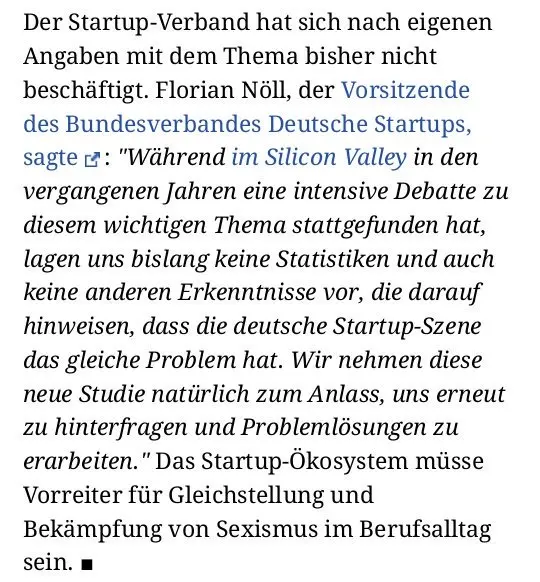 Der Startup-Verband hat sich nach eigenen
Angaben mit dem Thema bisher nicht
beschäftigt. Florian Nöll, der Vorsitzende
des Bundesverbandes Deutsche Startups,
sagte : "Während im Silicon Valley in den
vergangenen Jahren eine intensive Debatte zu
diesem wichtigen Thema stattgefunden hat,
lagen uns bislang keine Statistiken und auch
keine anderen Erkenntnisse vor, die darauf
hinweisen, dass die deutsche Startup-Szene
das gleiche Problem hat. Wir nehmen diese
neue Studie natürlich zum Anlass, uns erneut
zu hinterfragen und Problemlösungen zu
erarbeiten." Das Startup-Ökosystem müsse
Vorreiter für Gleichstellung und
Bekämpfung von Sexismus im Berufsalltag
sein. ■